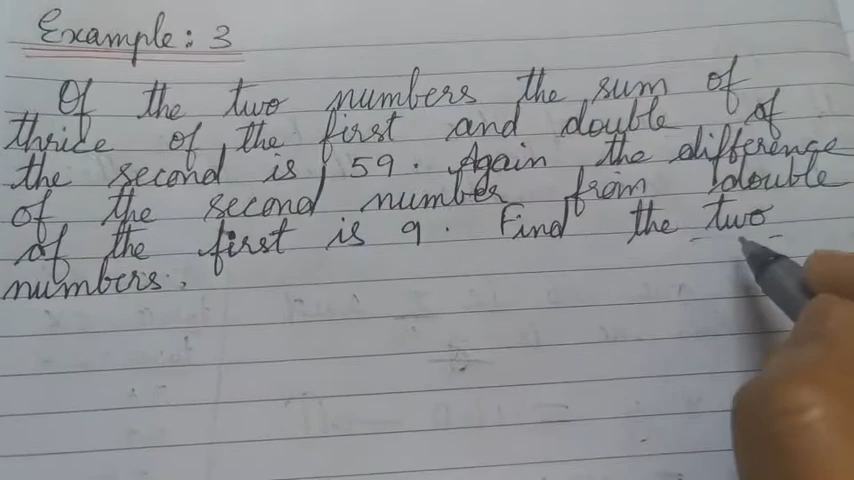 Example: 3
Of the two numbers the sum of
thrice of the first and double of
the second is 59. Again the difference
of the second number from double
of the first is 9. Find the two
numbers.